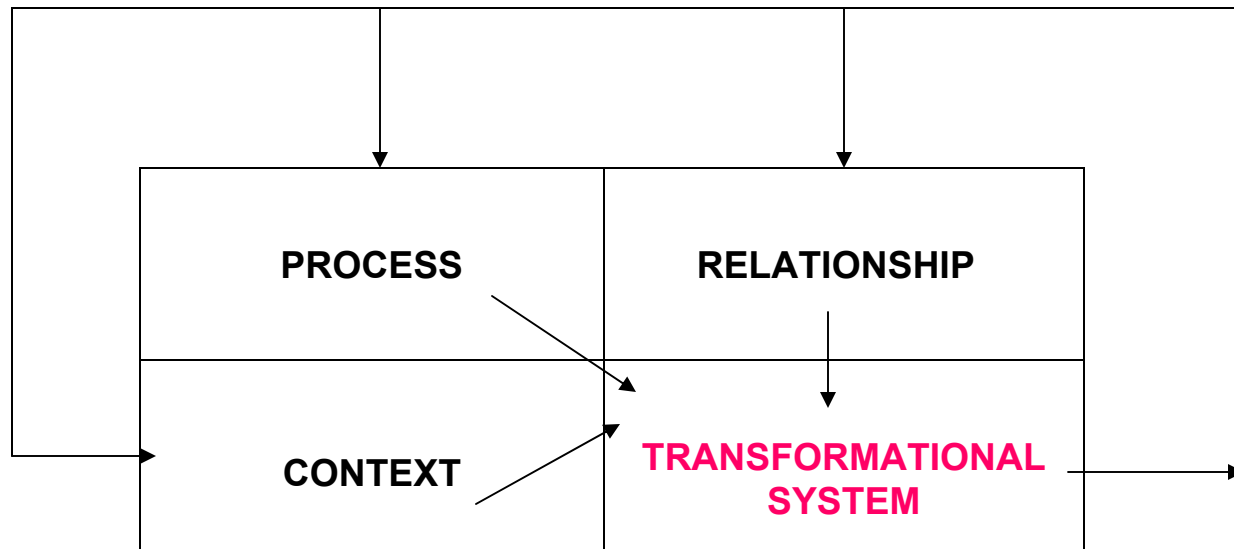 PROCESS
RELATIONSHIP
CONTEXT
TRANSFORMATIONAL
SYSTEM